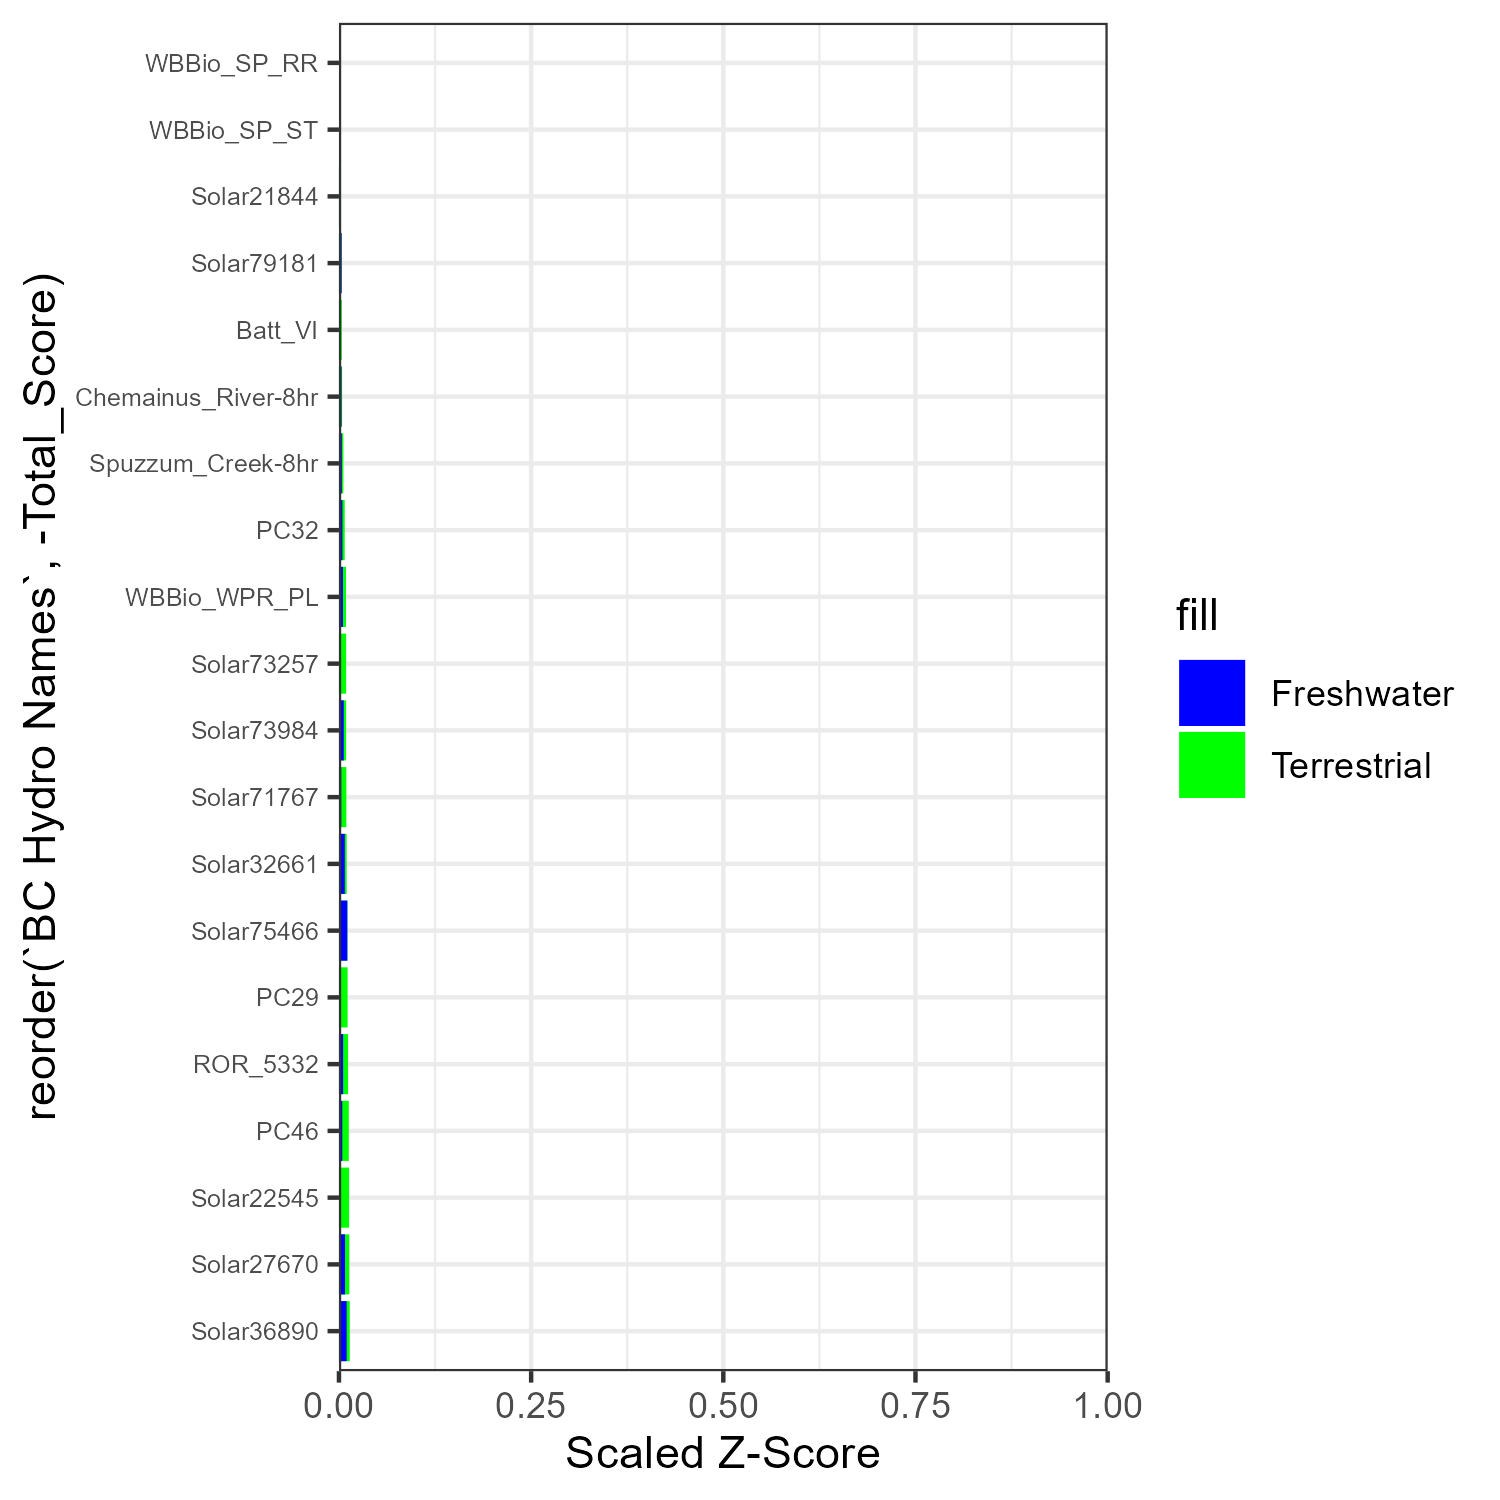 reorder(`BC Hydro Names`, -Total_Score)
WBBio_SP_RR
WBBio_SP_ST
Solar21844
Solar79181
Batt_VI
Chemainus_River-8hr
Spuzzum_Creek-8hr
PC32
WBBio_WPR_PL
Solar73257
Solar73984
Solar71767
Solar32661
Solar75466
PC29
ROR_5332
PC46
Solar22545
Solar27670
Solar36890
0.00 0.25 0.50 0.75 1.00
Scaled Z-Score
fill
Freshwater
Terrestrial